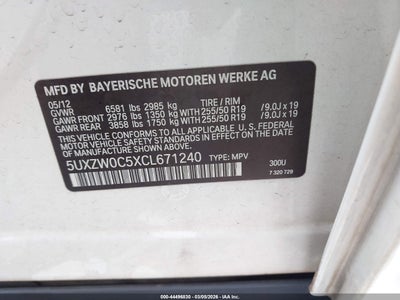 MFD BY BAYERISCHE MOTOREN WERKE AG
05/12 6581 lbs 2985 kg TIRE / RIM
GVWR
GAWR FRONT 2976 lbs 1350 kg 255/50 R19 /9.0J x 19
GAWR REAR 3858 lbs 1750 kg 255/50 R19 /9.0J x 19
THIS VEHICLE CONFORMS TO ALL APPLICABLE U.S. FEDERAL
MOTOR VEHICLE SAFETY STANDARDS IN EFFECT ON THE
DATE OF MANUFACTURE SHOWN ABOVE.
5UXZW0C5XCL671240 TYPE: MPV 300U
7 320 729
000-44496830 - 03/09/2026 - IAA, Inc.